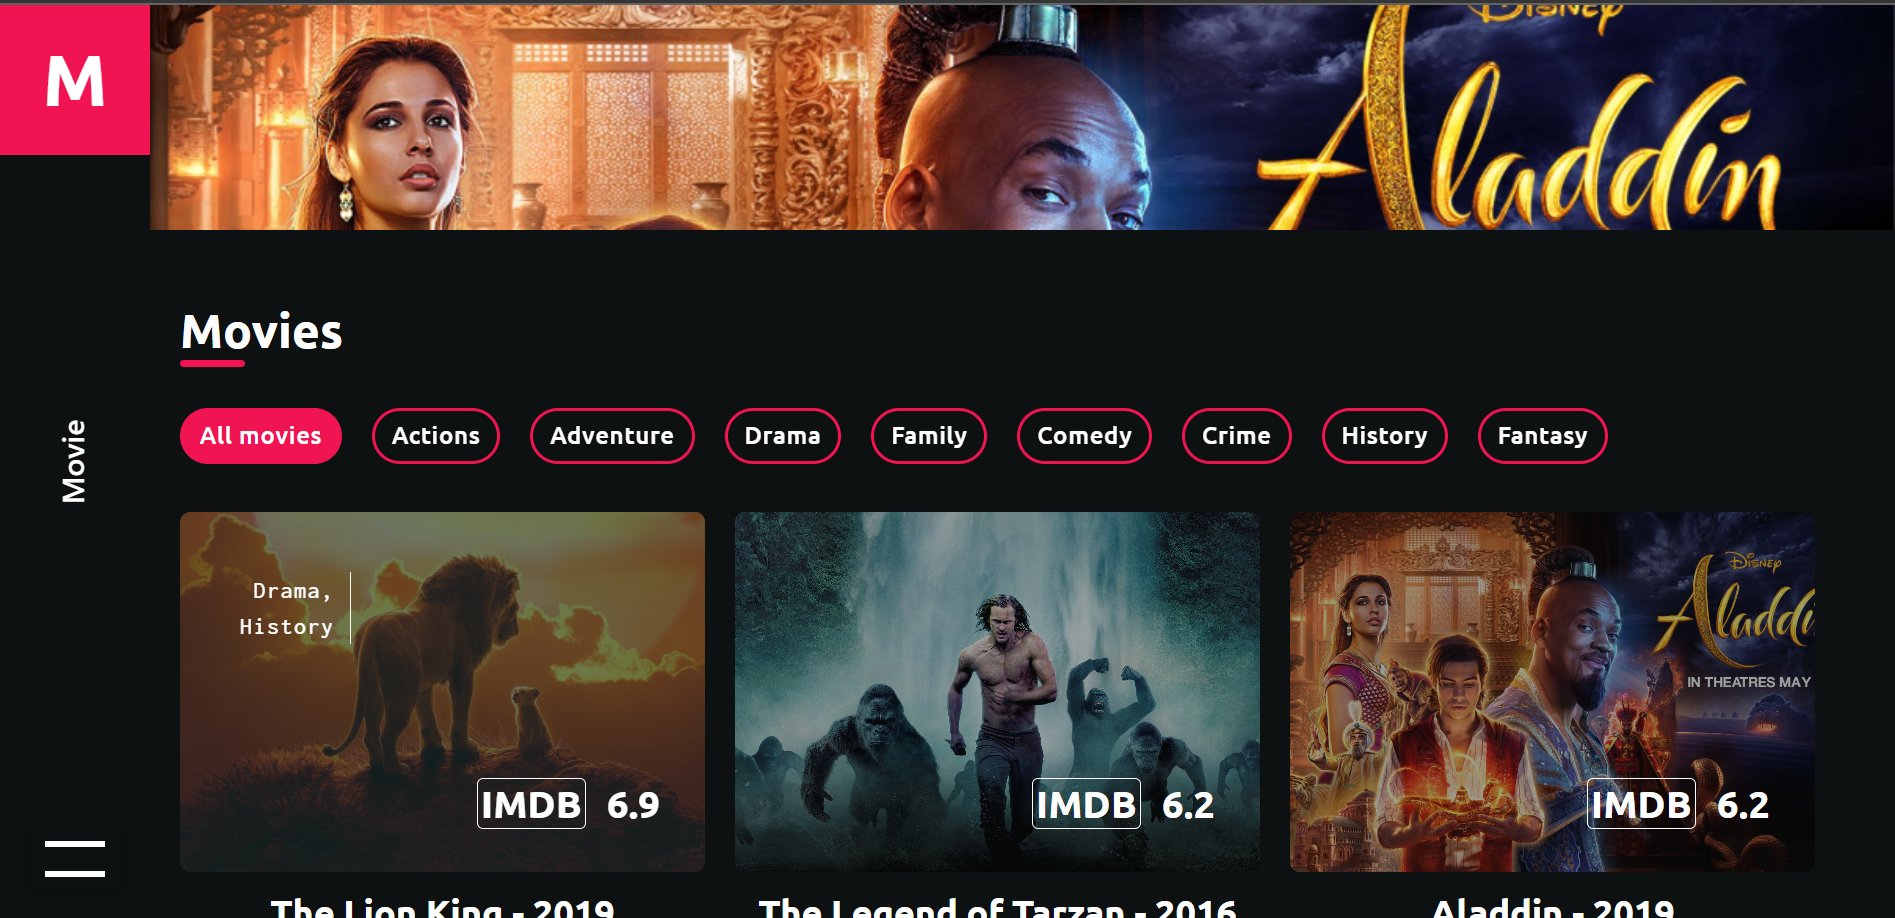 M
DISNEY
Aladdin
Movies
All movies
Actions
Adventure
Drama
Family
Comedy
Crime
History
Fantasy
Movie
Drama,
History
IMDB 6.9
IMDB 6.2
DISNEY
Aladdin
IN THEATRES MAY
IMDB 6.2
The Lion King - 2019
The Legend of Tarzan - 2016
Aladdin - 2019